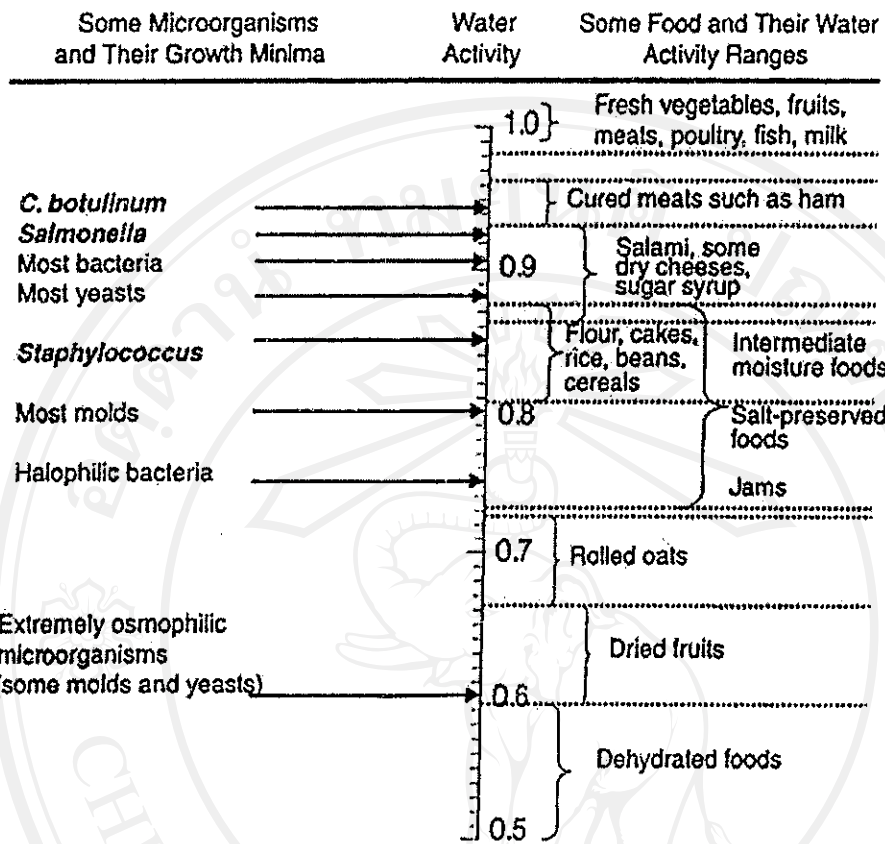 Some Microorganisms
and Their Growth Minima
Water
Activity
Some Food and Their Water
Activity Ranges
1.0
Fresh vegetables, fruits,
meats, poultry, fish, milk
C. botulinum
Cured meats such as ham
Salmonella
Most bacteria
0.9
Salami, some
dry cheeses,
sugar syrup
Most yeasts
Staphylococcus
Flour, cakes,
rice, beans,
cereals
Intermediate
moisture foods
Most molds
0.8
Salt-preserved
foods
Halophilic bacteria
Jams
0.7
Rolled oats
Extremely osmophilic
microorganisms
(some molds and yeasts)
Dried fruits
0.6
Dehydrated foods
0.5